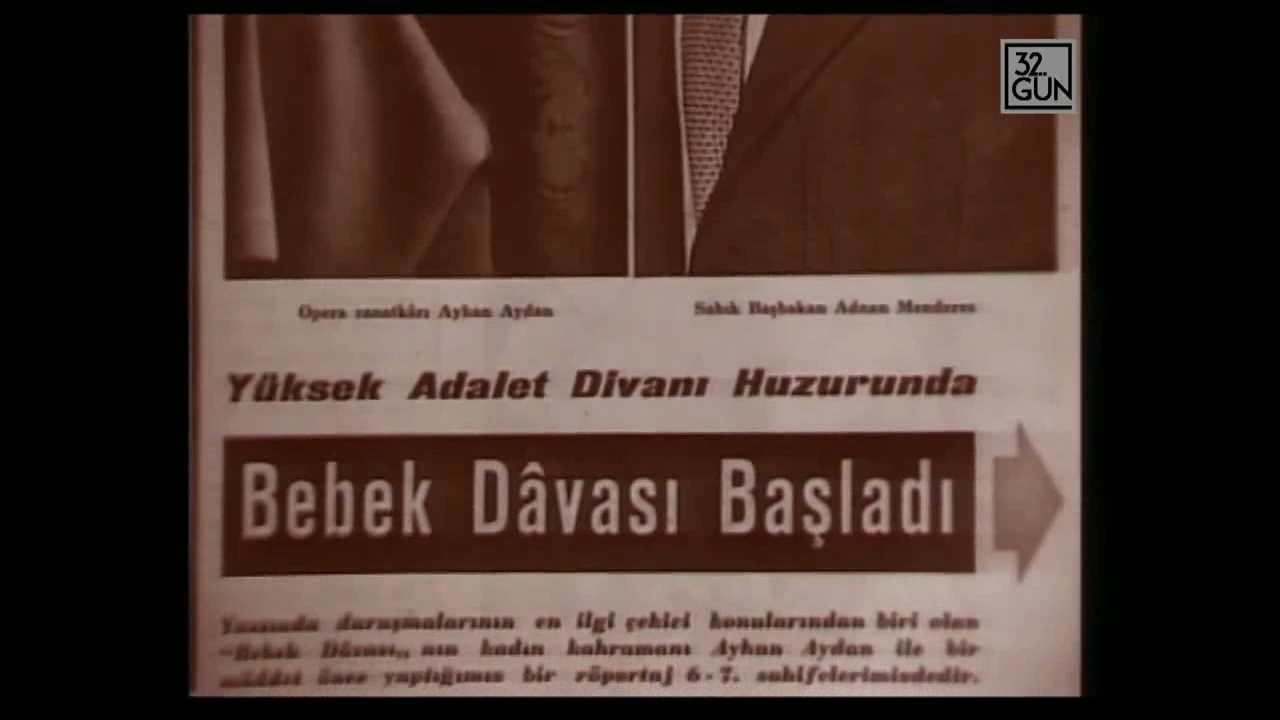 32.
GÜN
Opera sanatkârı Ayhan Aydan
Sabık Başbakan Adnan Menderes
Yüksek Adalet Divanı Huzurunda
Bebek Dâvası Başladı
Yassıada duruşmalarının en ilgi çekici konularından biri olan
"Bebek Dâvası„ nın kadın kahramanı Ayhan Aydan ile bir
müddet önce yaptığımız bir röportaj 6-7. sahifelerimizdedir.